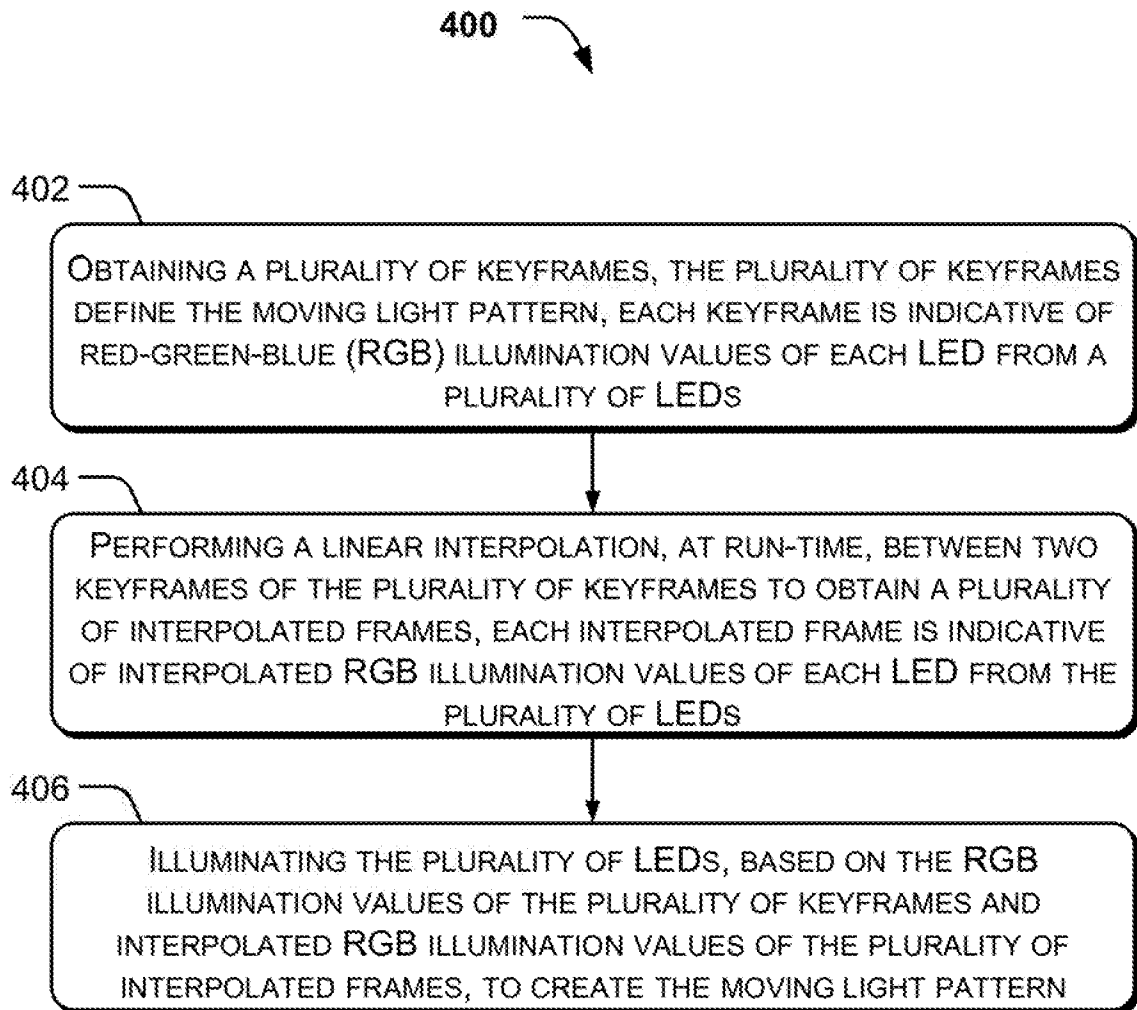 400
402
OBTAINING A PLURALITY OF KEYFRAMES, THE PLURALITY OF KEYFRAMES
DEFINE THE MOVING LIGHT PATTERN, EACH KEYFRAME IS INDICATIVE OF
RED-GREEN-BLUE (RGB) ILLUMINATION VALUES OF EACH LED FROM A
PLURALITY OF LEDS
404
PERFORMING A LINEAR INTERPOLATION, AT RUN-TIME, BETWEEN TWO
KEYFRAMES OF THE PLURALITY OF KEYFRAMES TO OBTAIN A PLURALITY
OF INTERPOLATED FRAMES, EACH INTERPOLATED FRAME IS INDICATIVE
OF INTERPOLATED RGB ILLUMINATION VALUES OF EACH LED FROM THE
PLURALITY OF LEDS
406
ILLUMINATING THE PLURALITY OF LEDS, BASED ON THE RGB
ILLUMINATION VALUES OF THE PLURALITY OF KEYFRAMES AND
INTERPOLATED RGB ILLUMINATION VALUES OF THE PLURALITY OF
INTERPOLATED FRAMES, TO CREATE THE MOVING LIGHT PATTERN